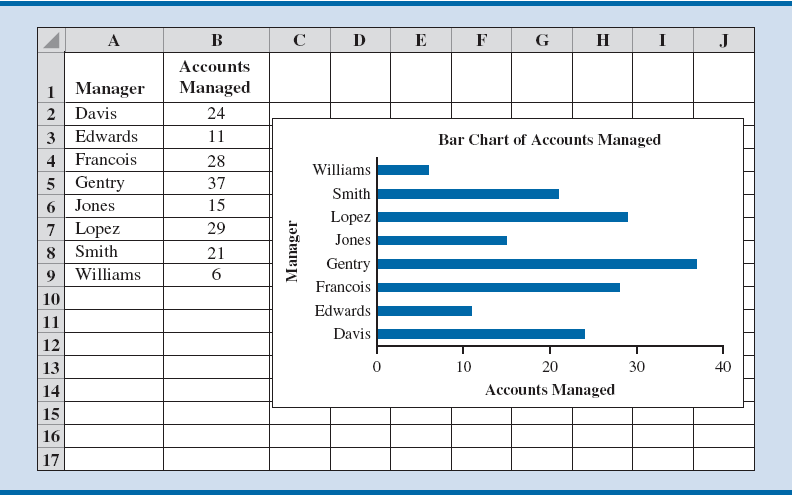 A B C D E F G H I J
Accounts
1 Manager Managed
2 Davis 24
3 Edwards 11
4 Francois 28
5 Gentry 37
6 Jones 15
7 Lopez 29
8 Smith 21
9 Williams 6
10
11
12
13
14
15
16
17
Bar Chart of Accounts Managed
Manager
Williams
Smith
Lopez
Jones
Gentry
Francois
Edwards
Davis
0 10 20 30 40
Accounts Managed